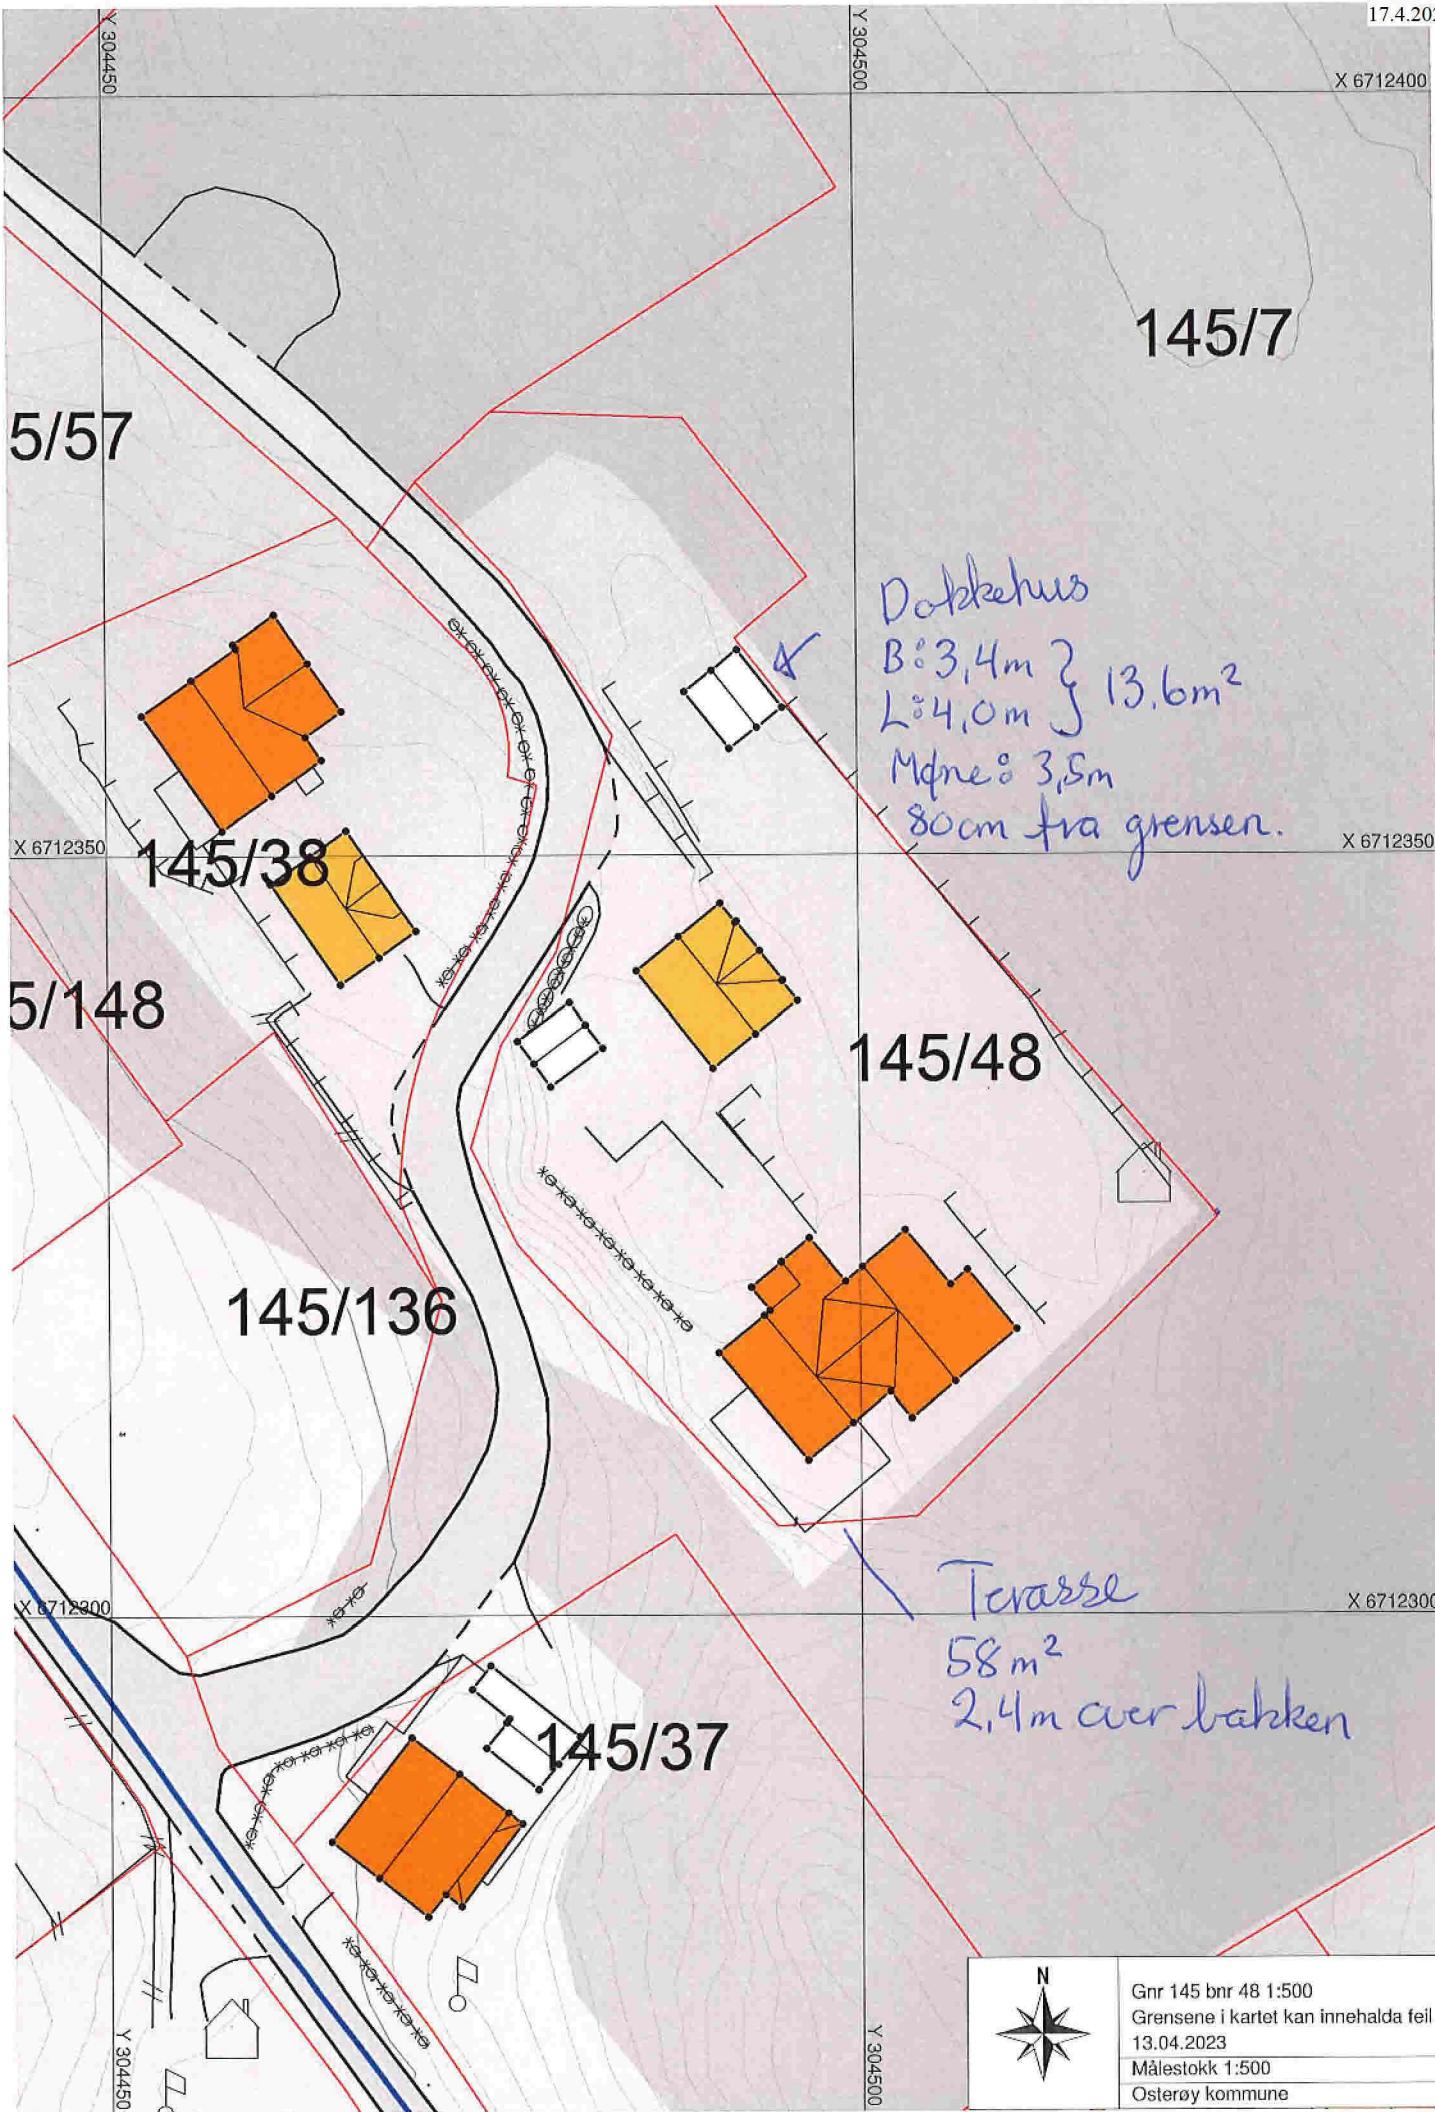 17.4.202
Y 304450
Y 304500
X 6712400
145/7
5/57
Dokkehus
B: 3,4m } 13,6m²
L: 4,0m
Møne: 3,5m
80cm fra grensen.
X 6712350
X 6712350
145/38
5/148
145/48
145/136
X 6712300
X 6712300
Terasse
58 m²
2,4m over bakken
145/37
Y 304450
Y 304500
N
Gnr 145 bnr 48 1:500
Grensene i kartet kan innehalda feil
13.04.2023
Målestokk 1:500
Osterøy kommune